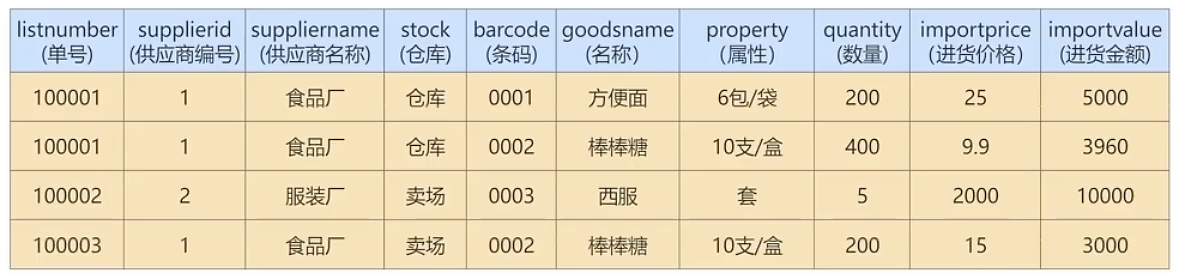 listnumber supplierid suppliername stock barcode goodsname property quantity importprice importvalue
(单号) (供应商编号) (供应商名称) (仓库) (条码) (名称) (属性) (数量) (进货价格) (进货金额)
100001 1 食品厂 仓库 0001 方便面 6包/袋 200 25 5000
100001 1 食品厂 仓库 0002 棒棒糖 10支/盒 400 9.9 3960
100002 2 服装厂 卖场 0003 西服 套 5 2000 10000
100003 1 食品厂 卖场 0002 棒棒糖 10支/盒 200 15 3000